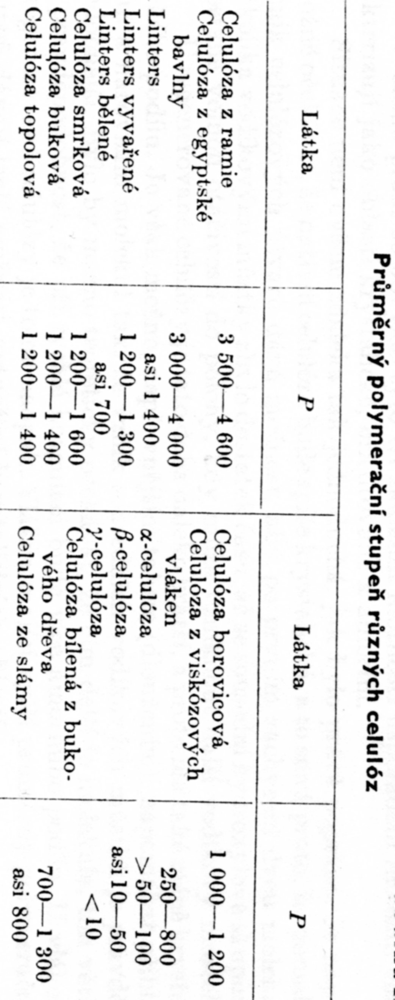 Průměrný polymerační stupeň různých celulóz
Látka P Látka P
Celulóza z ramie 3 500—4 600 Celulóza borovicová 1 000—1 200
Celulóza z egyptské Celulóza z viskózových
bavlny 3 000—4 000 vláken 250—800
Linters asi 1 400 α-celulóza >50—100
Linters vyvařené 1 200—1 300 β-celulóza asi 10—50
Linters bělené asi 700 γ-celulóza <10
Celulóza smrková 1 200—1 600 Celulóza bílená z buko-
Celulóza buková 1 200—1 400 vého dřeva 700—1 300
Celulóza topolová 1 200—1 400 Celulóza ze slámy asi 800